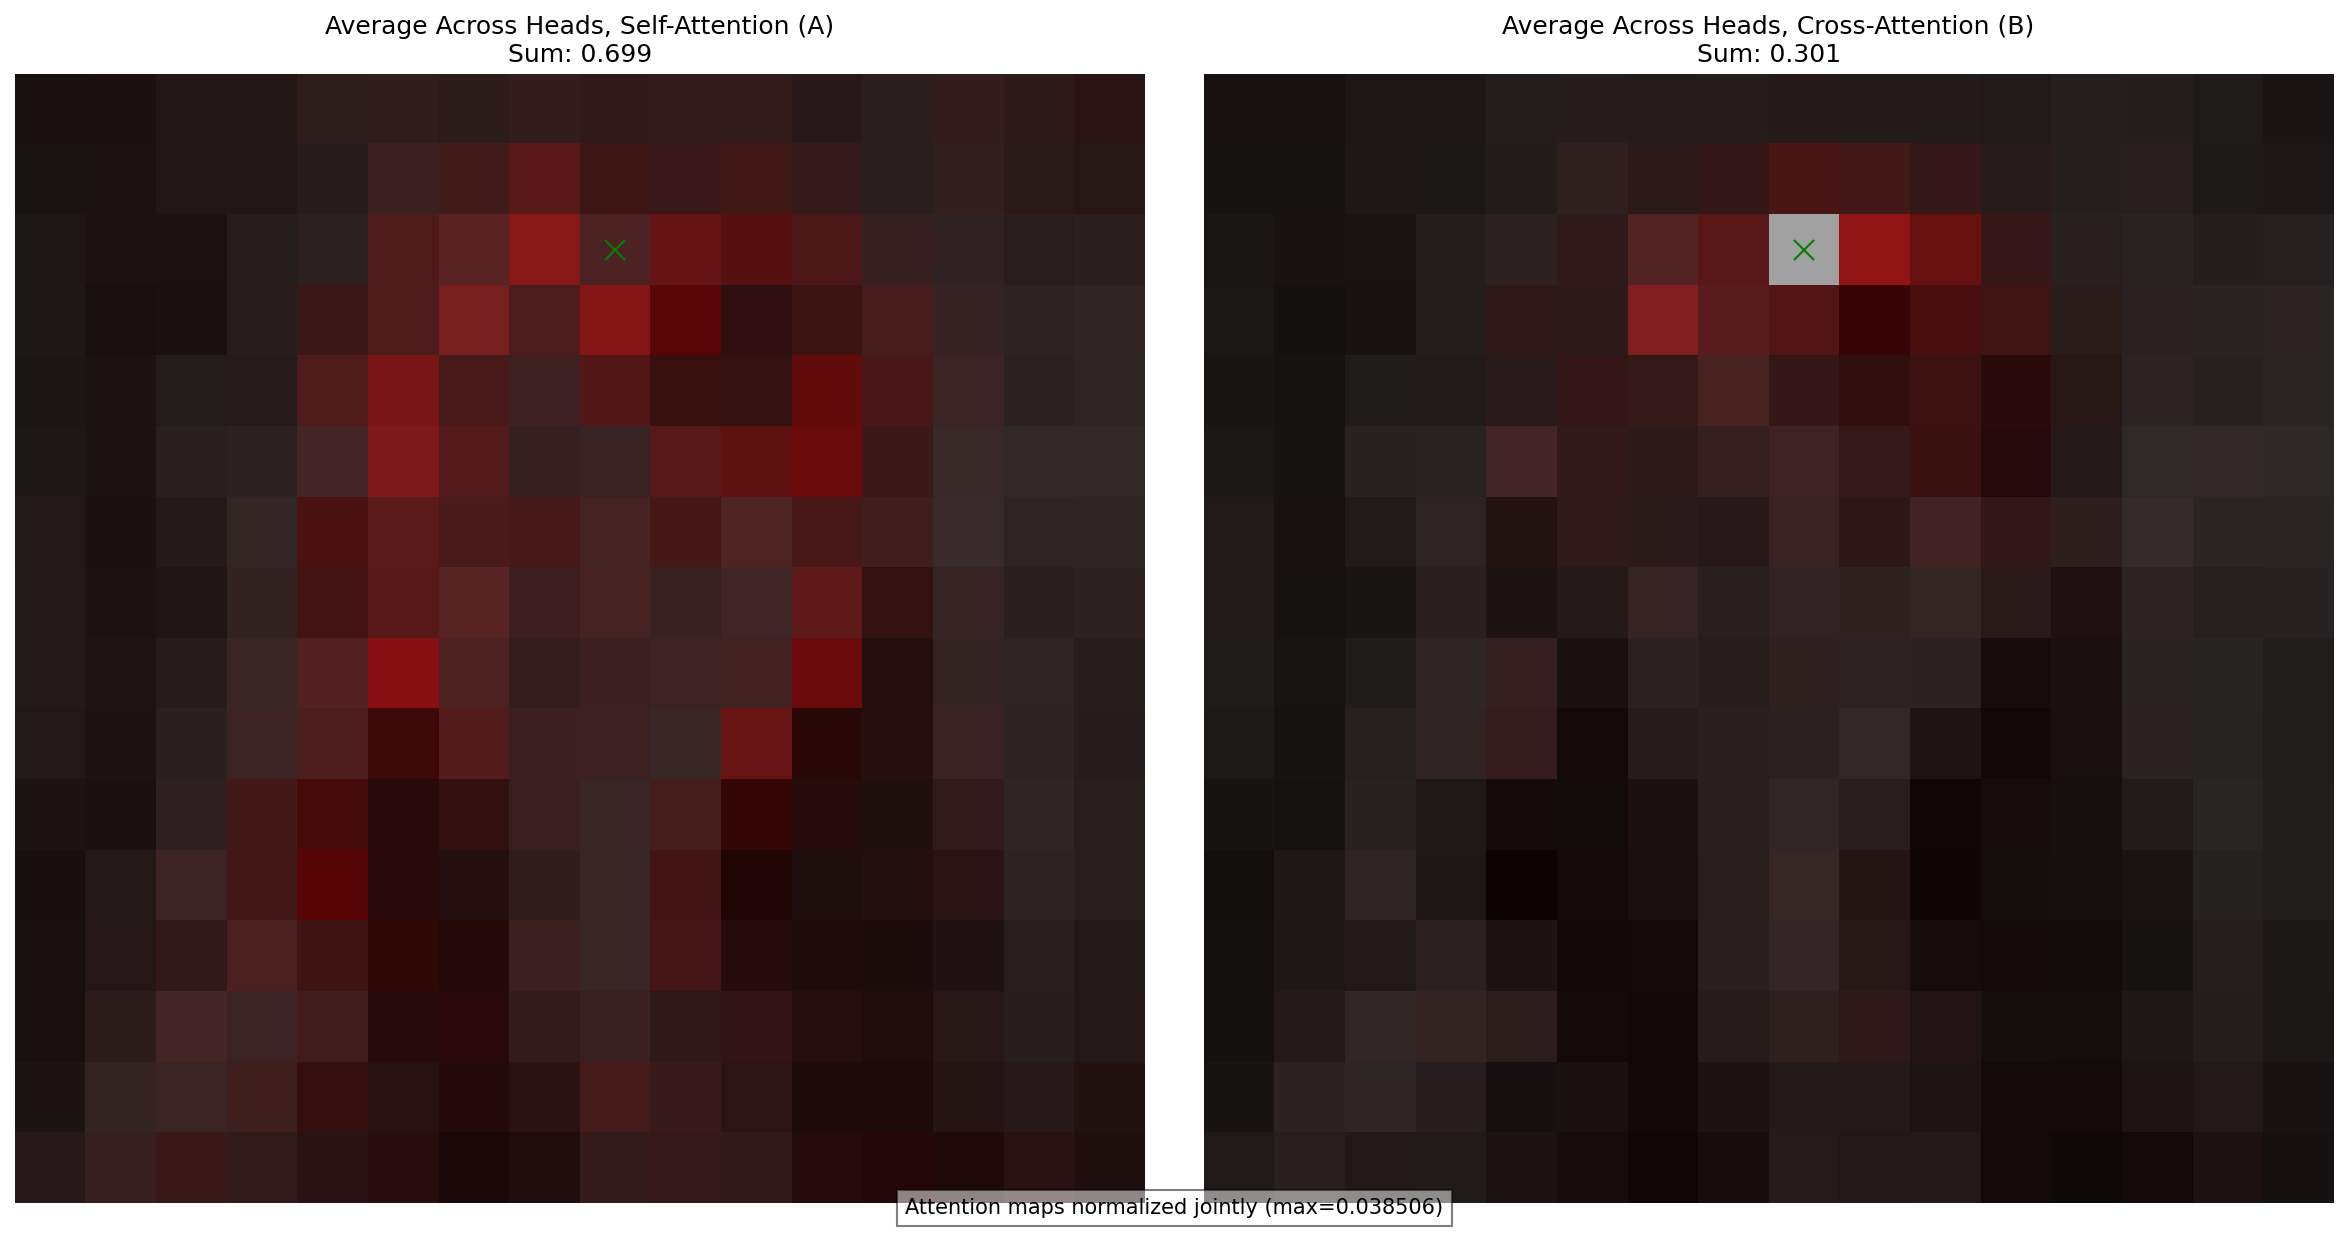 Average Across Heads, Self-Attention (A)
Sum: 0.699
Average Across Heads, Cross-Attention (B)
Sum: 0.301
Attention maps normalized jointly (max=0.038506)